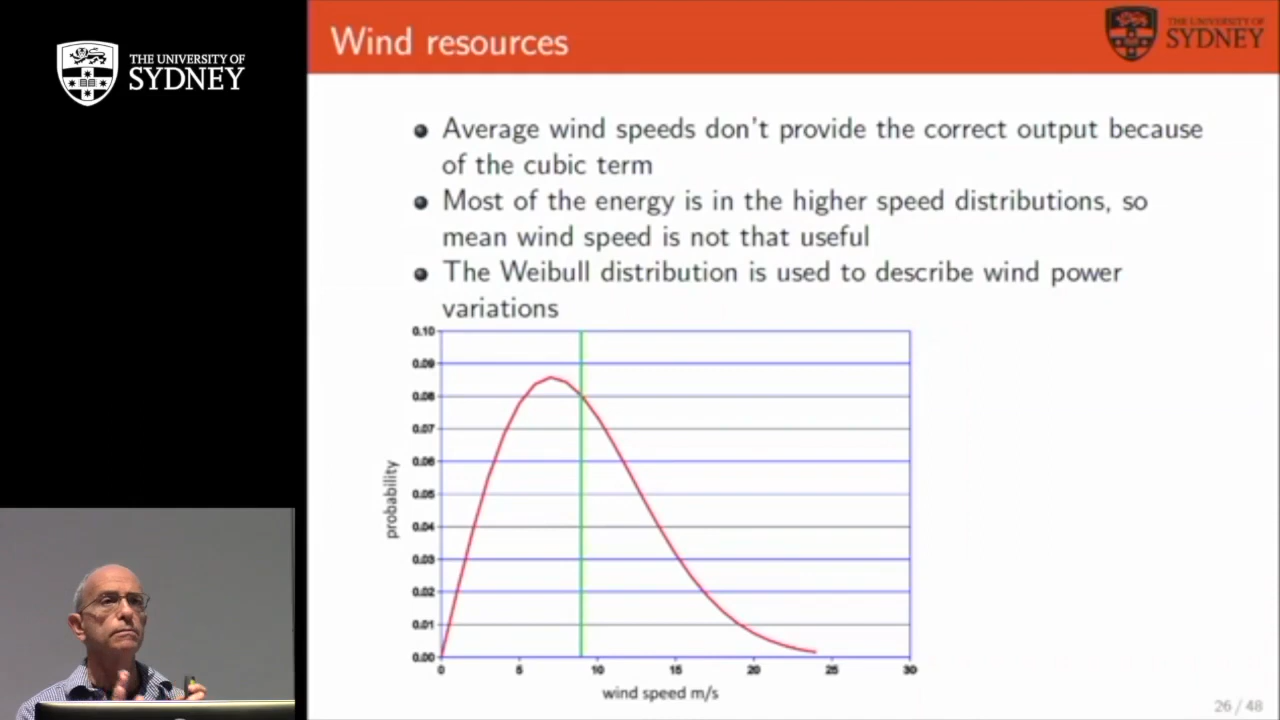 THE UNIVERSITY OF
SYDNEY
Wind resources
THE UNIVERSITY OF
SYDNEY
Average wind speeds don't provide the correct output because
of the cubic term
Most of the energy is in the higher speed distributions, so
mean wind speed is not that useful
The Weibull distribution is used to describe wind power
variations
0.10
0.09
0.08
0.07
0.06
0.05
0.04
0.03
0.02
0.01
0.00
probability
0 5 10 15 20 25 30
wind speed m/s
26 / 48